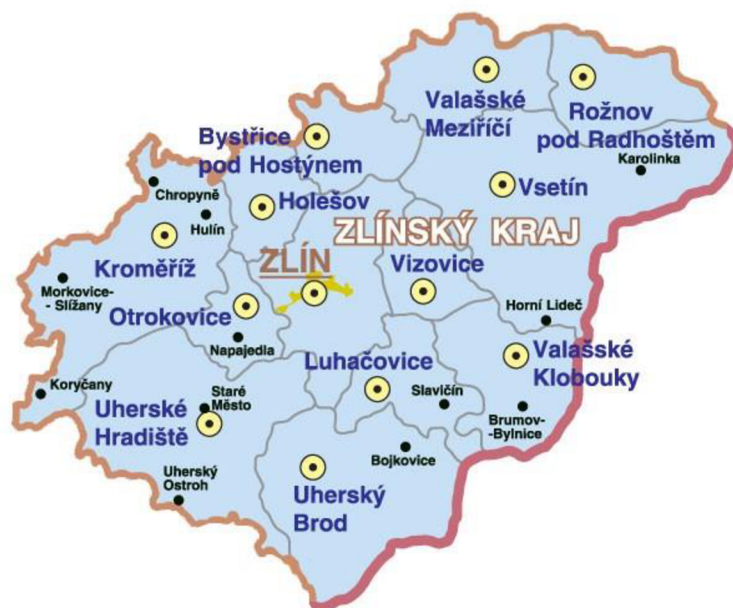 Valašské
Meziříčí
Rožnov
pod Radhoštěm
Karolinka
Bystřice
pod Hostýnem
Vsetín
Chropyně
Holešov
Hulín
ZLÍNSKÝ KRAJ
Kroměříž
ZLÍN
Vizovice
Morkovice-
- Slížany
Otrokovice
Horní Lideč
Napajedla
Luhačovice
Valašské
Klobouky
Koryčany
Staré
Město
Slavičín
Uherské
Hradiště
Brumov-
-Bylnice
Bojkovice
Uherský
Ostroh
Uherský
Brod